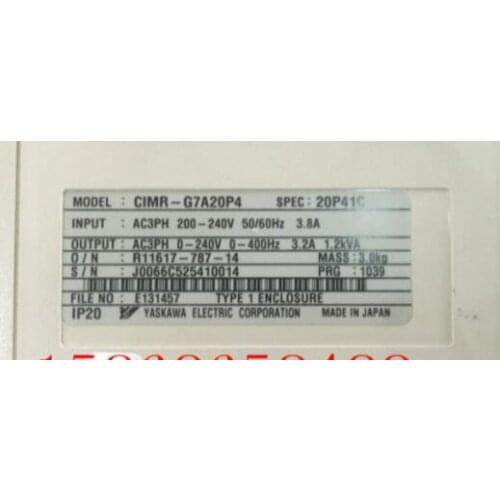 MODEL : CIMR-G7A20P4 SPEC: 20P41C
INPUT : AC3PH 200-240V 50/60Hz 3.8A
OUTPUT : AC3PH 0-240V 0-400Hz 3.2A 1.2kVA
O / N : R11617-787-14 MASS: 3.0kg
S / N : J0066C525410014 PRG : 1039
FILE NO : E131457 TYPE 1 ENCLOSURE
IP20 YASKAWA ELECTRIC CORPORATION MADE IN JAPAN